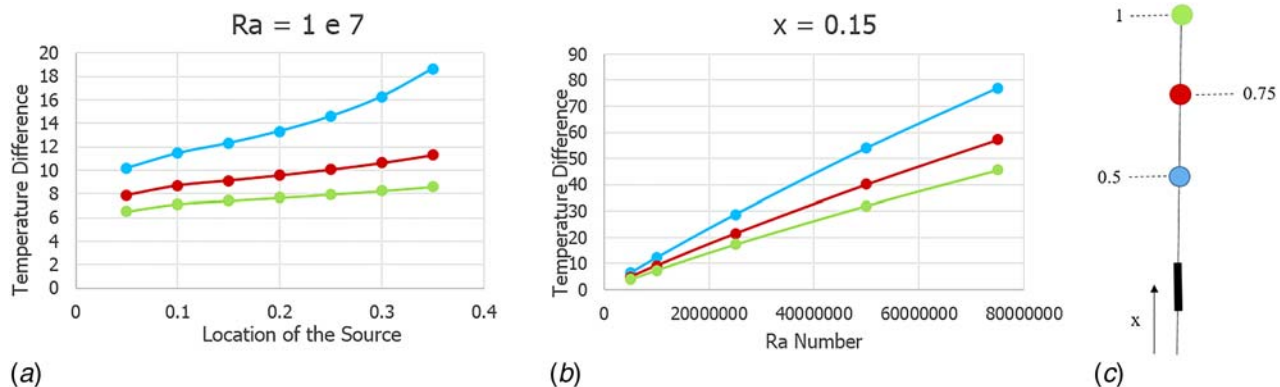 Ra = 1 e 7
Temperature Difference
20
18
16
14
12
10
8
6
4
2
0
0 0.1 0.2 0.3 0.4
Location of the Source
(a)
x = 0.15
Temperature Difference
90
80
70
60
50
40
30
20
10
0
0 20000000 40000000 60000000 80000000
Ra Number
(b)
1
0.75
0.5
x
(c)